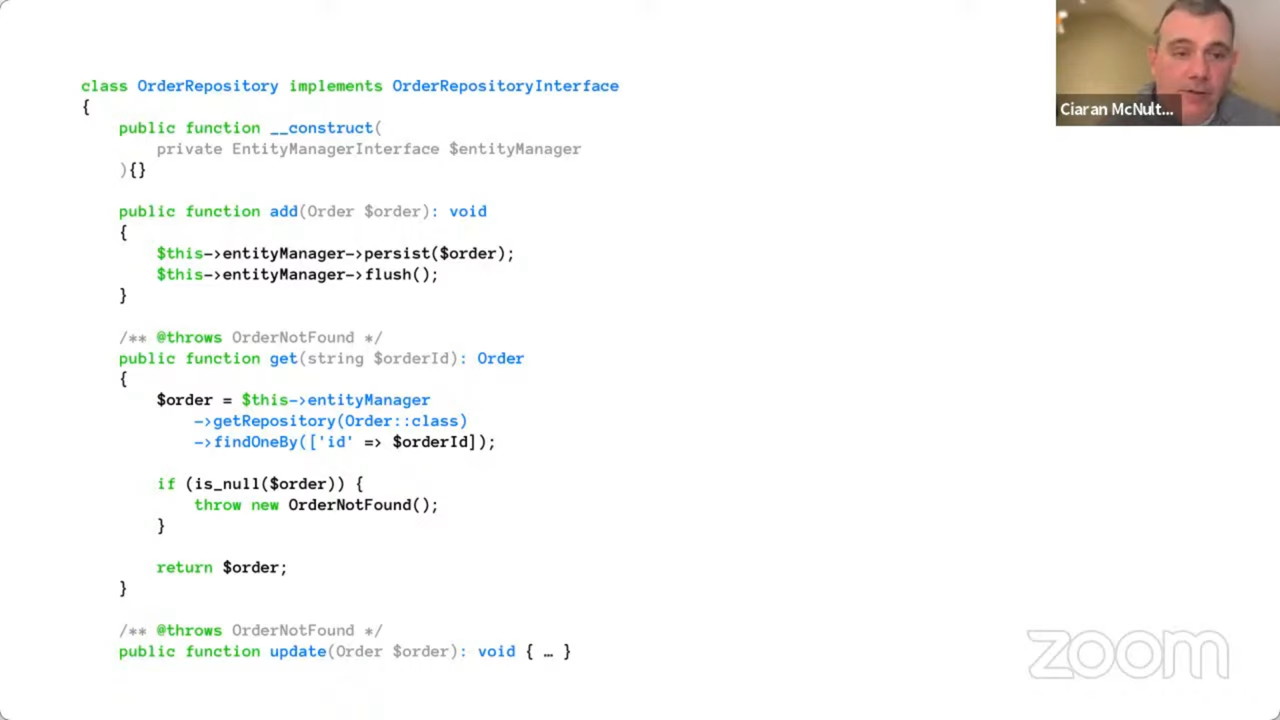 class OrderRepository implements OrderRepositoryInterface
{
    public function __construct(
        private EntityManagerInterface $entityManager
    ){}

    public function add(Order $order): void
    {
        $this->entityManager->persist($order);
        $this->entityManager->flush();
    }

    /** @throws OrderNotFound */
    public function get(string $orderId): Order
    {
        $order = $this->entityManager
            ->getRepository(Order::class)
            ->findOneBy(['id' => $orderId]);

        if (is_null($order)) {
            throw new OrderNotFound();
        }

        return $order;
    }

    /** @throws OrderNotFound */
    public function update(Order $order): void { … }
Ciaran McNult...
zoom